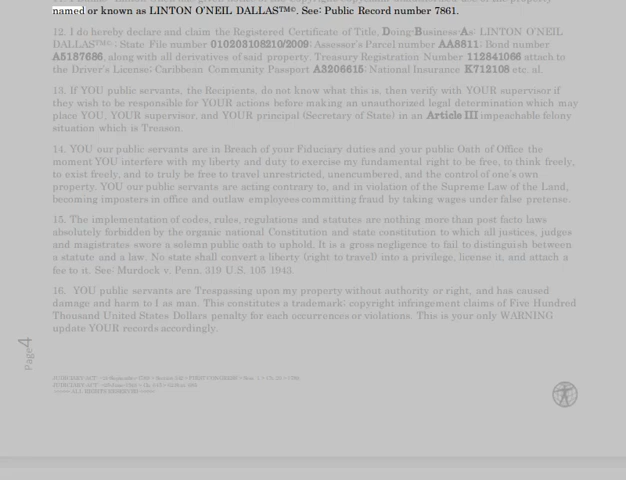 named or known as LINTON O'NEIL DALLAS™©. See: Public Record number 7861.
12. I do hereby declare and claim the Registered Certificate of Title, Doing-Business-As: LINTON O'NEIL
DALLAS™©: State File number 010203108210/2009: Assessor's Parcel number AA8811: Bond number
A5187686, along with all derivatives of said property. Treasury Registration Number 112841066 attach to
the Driver's License; Caribbean Community Passport A3206615: National Insurance K712108 etc. al.
13. If YOU public servants, the Recipients, do not know what this is, then verify with YOUR supervisor if
they wish to be responsible for YOUR actions before making an unauthorized legal determination which may
place YOU, YOUR supervisor, and YOUR principal (Secretary of State) in an Article III impeachable felony
situation which is Treason.
14. YOU our public servants are in Breach of your Fiduciary duties and your public Oath of Office the
moment YOU interfere with my liberty and duty to exercise my fundamental right to be free, to think freely,
to exist freely, and to truly be free to travel unrestricted, unencumbered, and the control of one's own
property. YOU our public servants are acting contrary to, and in violation of the Supreme Law of the Land,
becoming imposters in office and outlaw employees committing fraud by taking wages under false pretense.
15. The implementation of codes, rules, regulations and statutes are nothing more than post facto laws
absolutely forbidden by the organic national Constitution and state constitution to which all justices, judges
and magistrates swore a solemn public oath to uphold. It is a gross negligence to fail to distinguish between
a statute and a law. No state shall convert a liberty (right to travel) into a privilege, license it, and attach a
fee to it. See: Murdock v. Penn. 319 U.S. 105 1943.
16. YOU public servants are Trespassing upon my property without authority or right, and has caused
damage and harm to I as man. This constitutes a trademark; copyright infringement claims of Five Hundred
Thousand United States Dollars penalty for each occurrences or violations. This is your only WARNING
update YOUR records accordingly.
Page4